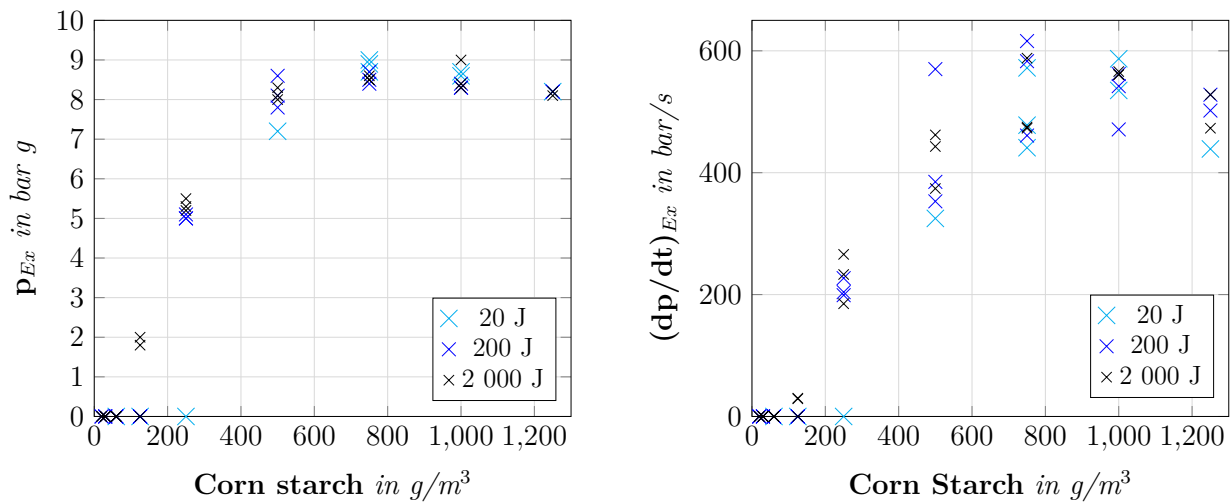 9
8
7
6
5
4
3
2
1
0
p_Ex in bar g
0 200 400 600 800 1,000 1,200
Corn starch in g/m³
20 J
200 J
2 000 J
600
400
200
0
(dp/dt)_Ex in bar/s
0 200 400 600 800 1,000 1,200
Corn Starch in g/m³
20 J
200 J
2 000 J